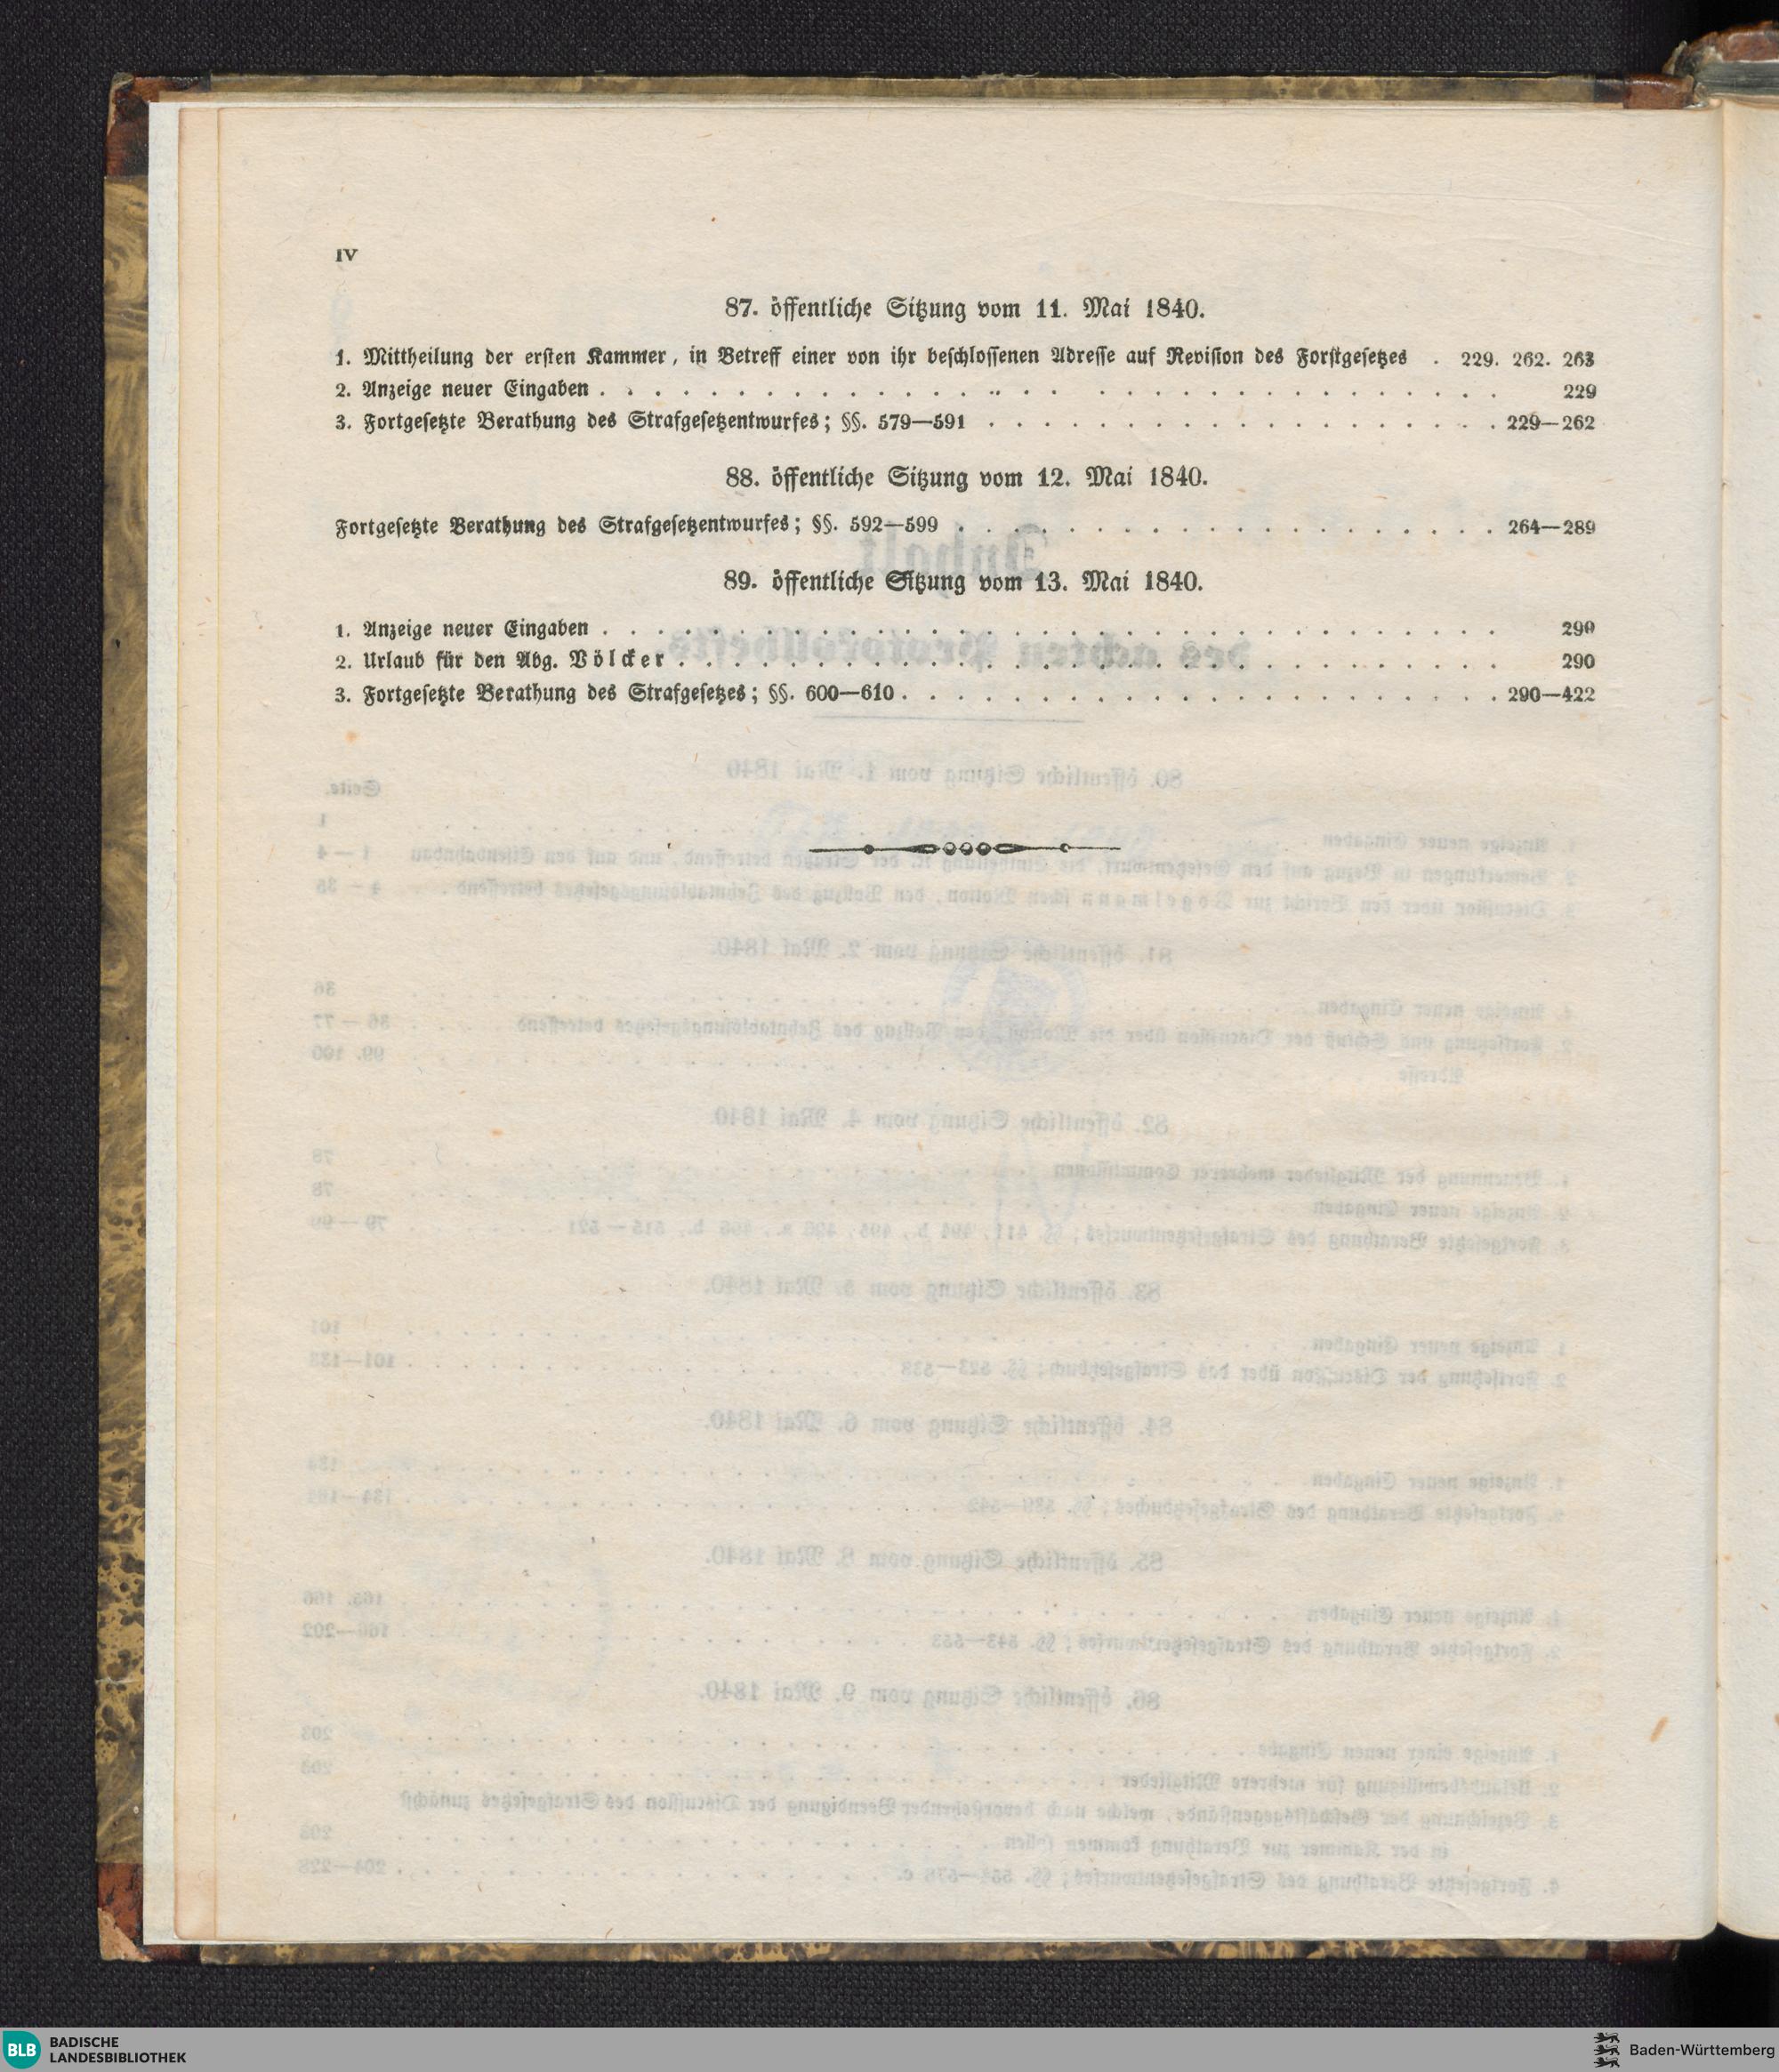 IV
87. öffentliche Sitzung vom 11. Mai 1840.
1. Mittheilung der ersten Kammer, in Betreff einer von ihr beschlossenen Adresse auf Revision des Forstgesetzes . 229. 262. 263
2. Anzeige neuer Eingaben . . . . . . . . . . . . . . . . . . . . . . . . . . . . . . . . 229
3. Fortgesetzte Berathung des Strafgesetzentwurfes; §§. 579—591 . . . . . . . . . . . . . . . . . . . 229—262
88. öffentliche Sitzung vom 12. Mai 1840.
Fortgesetzte Berathung des Strafgesetzentwurfes; §§. 592—599 . . . . . . . . . . . . . . . . . . . . 264—289
89. öffentliche Sitzung vom 13. Mai 1840.
1. Anzeige neuer Eingaben . . . . . . . . . . . . . . . . . . . . . . . . . . . . . . . . . 290
2. Urlaub für den Abg. Völcker . . . . . . . . . . . . . . . . . . . . . . . . . . . . . . 290
3. Fortgesetzte Berathung des Strafgesetzes; §§. 600—610 . . . . . . . . . . . . . . . . . . . . . . 290—422
BLB BADISCHE
LANDESBIBLIOTHEK
Baden-Württemberg